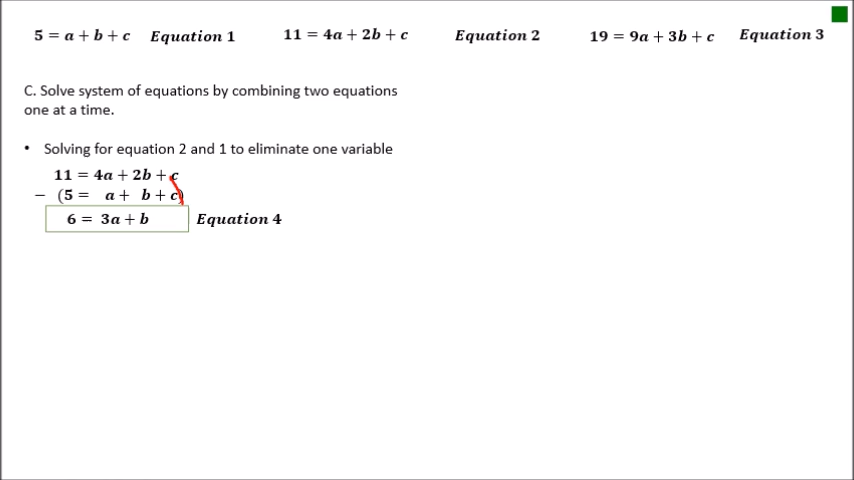 5 = a + b + c Equation 1 11 = 4a + 2b + c Equation 2 19 = 9a + 3b + c Equation 3
C. Solve system of equations by combining two equations
one at a time.
• Solving for equation 2 and 1 to eliminate one variable
11 = 4a + 2b + c
− (5 = a + b + c)
6 = 3a + b Equation 4